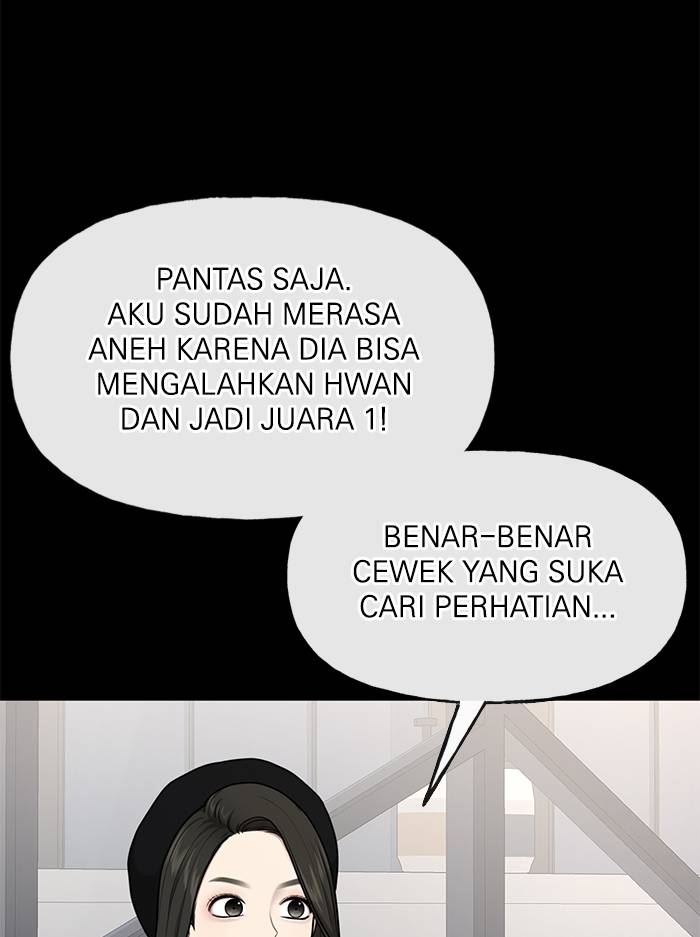 PANTAS SAJA.
AKU SUDAH MERASA
ANEH KARENA DIA BISA
MENGALAHKAN HWAN
DAN JADI JUARA 1!
BENAR-BENAR
CEWEK YANG SUKA
CARI PERHATIAN...